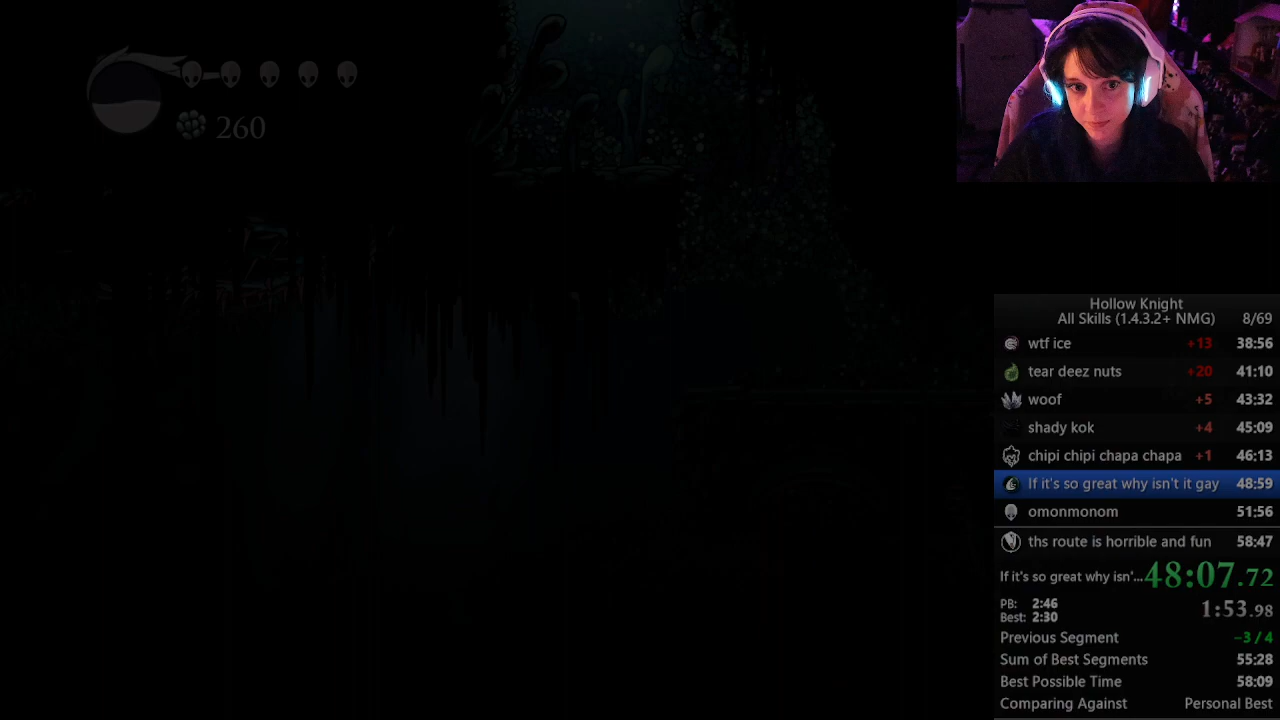 260
Hollow Knight
All Skills (1.4.3.2+ NMG) 8/69
wtf ice +13 38:56
tear deez nuts +20 41:10
woof +5 43:32
shady kok +4 45:09
chipi chipi chapa chapa +1 46:13
If it's so great why isn't it gay 48:59
omonmonom 51:56
ths route is horrible and fun 58:47
If it's so great why isn'... 48:07.72
PB: 2:46
Best: 2:30
1:53.98
Previous Segment -3 / 4
Sum of Best Segments 55:28
Best Possible Time 58:09
Comparing Against Personal Best